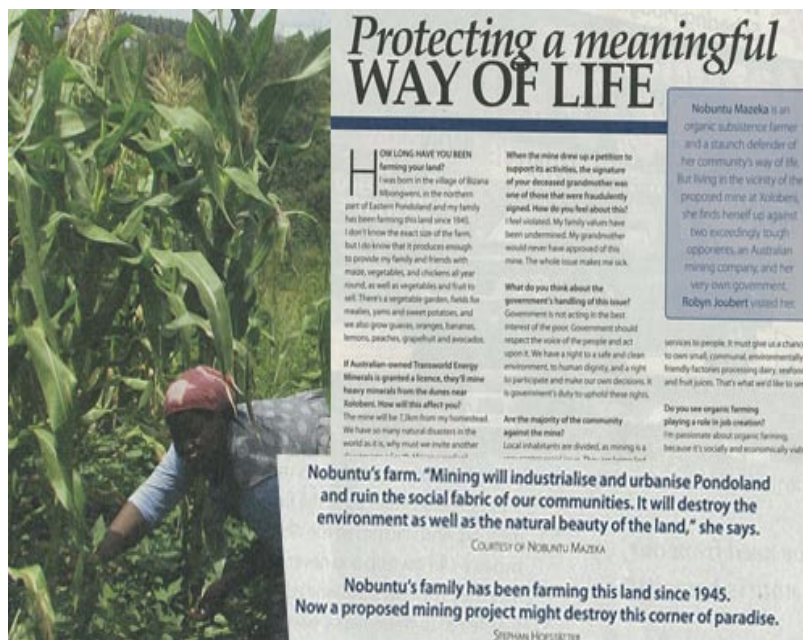 Protecting a meaningful
WAY OF LIFE
HOW LONG HAVE YOU BEEN
farming your land?
I was born in the village of Bizana
Mbongweni, in the northern
part of Eastern Pondoland and my family
has been farming this land since 1945.
I don't know the exact size of the farm,
but I do know that it produces enough
to provide my family and friends with
maize, vegetables, and chickens all year
round, as well as vegetables and fruit to
sell. There's a vegetable garden, fields for
mealies, yams and sweet potatoes, and
we also grow guavas, oranges, bananas,
lemons, peaches, grapefruit and avocados.
If Australian-owned Transworld Energy
Minerals is granted a licence, they'll mine
heavy minerals from the dunes near
Xolobeni. How will this affect you?
The mine will be 7,3km from my homestead.
We have so many natural disasters in the
world as it is, why must we invite another
When the mine drew up a petition to
support its activities, the signature
of your deceased grandmother was
one of those that were fraudulently
signed. How do you feel about this?
I feel violated. My family values have
been undermined. My grandmother
would never have approved of this
mine. The whole issue makes me sick.
What do you think about the
government's handling of this issue?
Government is not acting in the best
interest of the poor. Government should
respect the voice of the people and act
upon it. We have a right to a safe and clean
environment, to human dignity, and a right
to participate and make our own decisions. It
is government's duty to uphold these rights.
Are the majority of the community
against the mine?
Local inhabitants are divided, as mining is a
Nobuntu Mazeka is an
organic subsistence farmer
and a staunch defender of
her community's way of life.
But living in the vicinity of the
proposed mine at Xolobeni,
she finds herself up against
two exceedingly tough
opponents, an Australian
mining company, and her
very own government.
Robyn Joubert visited her.
services to people. It must give us a chance
to own small, communal, environmentally
friendly factories processing dairy, seafood
and fruit juices. That's what we'd like to see
Do you see organic farming
playing a role in job creation?
I'm passionate about organic farming,
because it's socially and economically
Nobuntu's farm. "Mining will industrialise and urbanise Pondoland
and ruin the social fabric of our communities. It will destroy the
environment as well as the natural beauty of the land," she says.
COURTESY OF NOBUNTU MAZEKA
Nobuntu's family has been farming this land since 1945.
Now a proposed mining project might destroy this corner of paradise.
STEPHAN HOFSTÄTTER